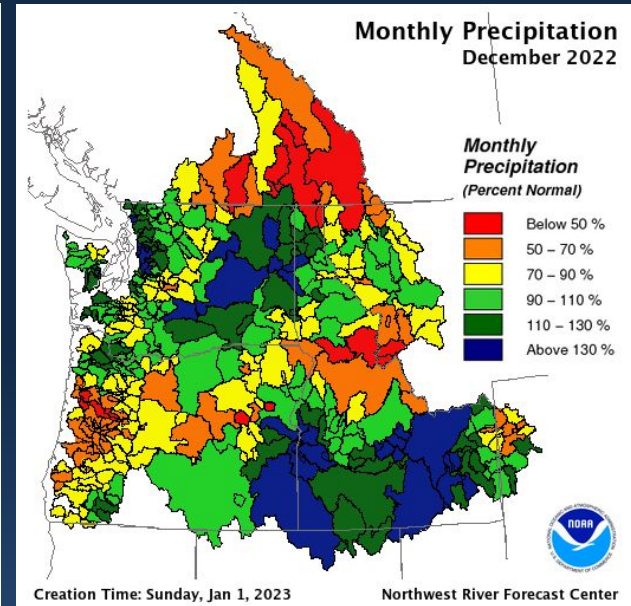 Monthly Precipitation
December 2022
Monthly
Precipitation
(Percent Normal)
Below 50 %
50 – 70 %
70 – 90 %
90 – 110 %
110 – 130 %
Above 130 %
NOAA
Creation Time: Sunday, Jan 1, 2023
Northwest River Forecast Center